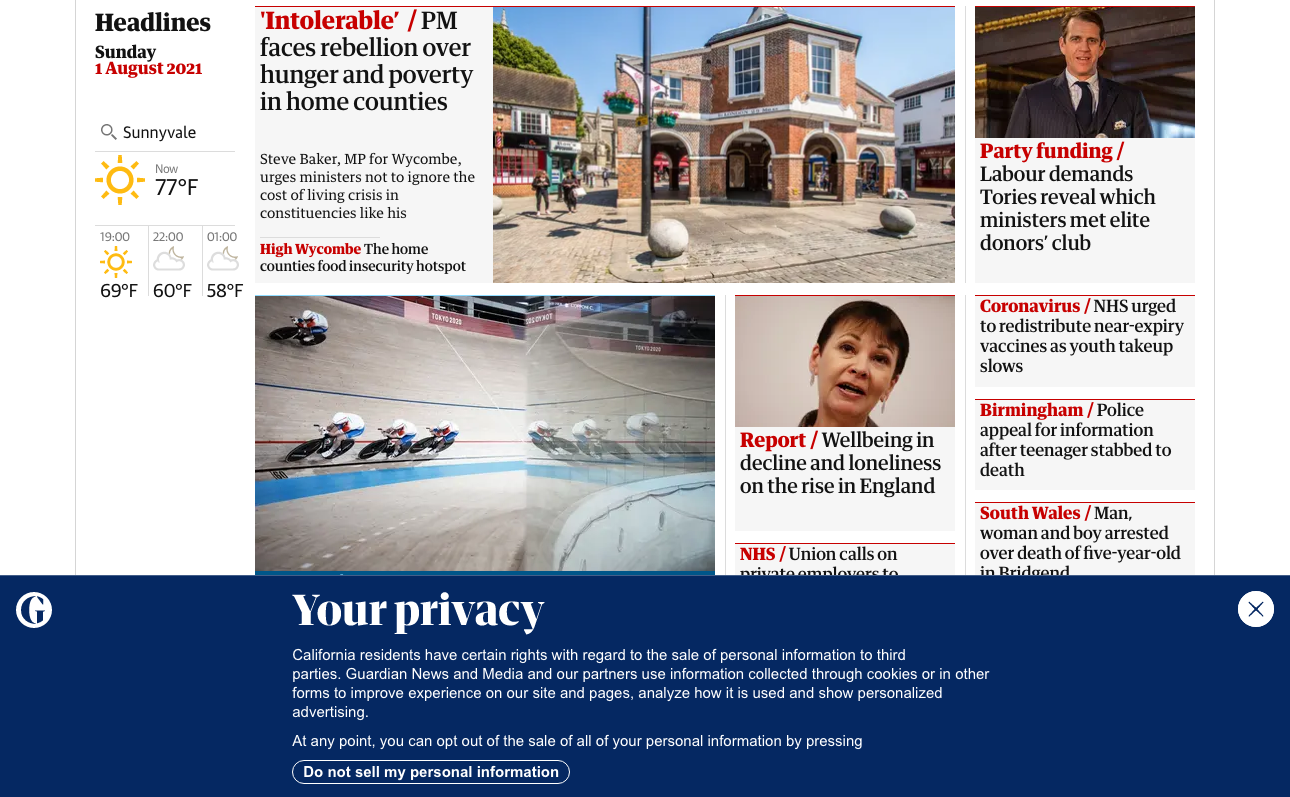 Headlines
Sunday
1 August 2021
Sunnyvale
Now
77°F
19:00
22:00
01:00
69°F
60°F
58°F
'Intolerable’ / PM
faces rebellion over
hunger and poverty
in home counties
Steve Baker, MP for Wycombe,
urges ministers not to ignore the
cost of living crisis in
constituencies like his
High Wycombe The home
counties food insecurity hotspot
Party funding /
Labour demands
Tories reveal which
ministers met elite
donors’ club
TOKYO 2020
TOKYO 2020
Report / Wellbeing in
decline and loneliness
on the rise in England
NHS / Union calls on
private employers to
Coronavirus / NHS urged
to redistribute near-expiry
vaccines as youth takeup
slows
Birmingham / Police
appeal for information
after teenager stabbed to
death
South Wales / Man,
woman and boy arrested
over death of five-year-old
in Bridgend
Your privacy
California residents have certain rights with regard to the sale of personal information to third
parties. Guardian News and Media and our partners use information collected through cookies or in other
forms to improve experience on our site and pages, analyze how it is used and show personalized
advertising.
At any point, you can opt out of the sale of all of your personal information by pressing
Do not sell my personal information